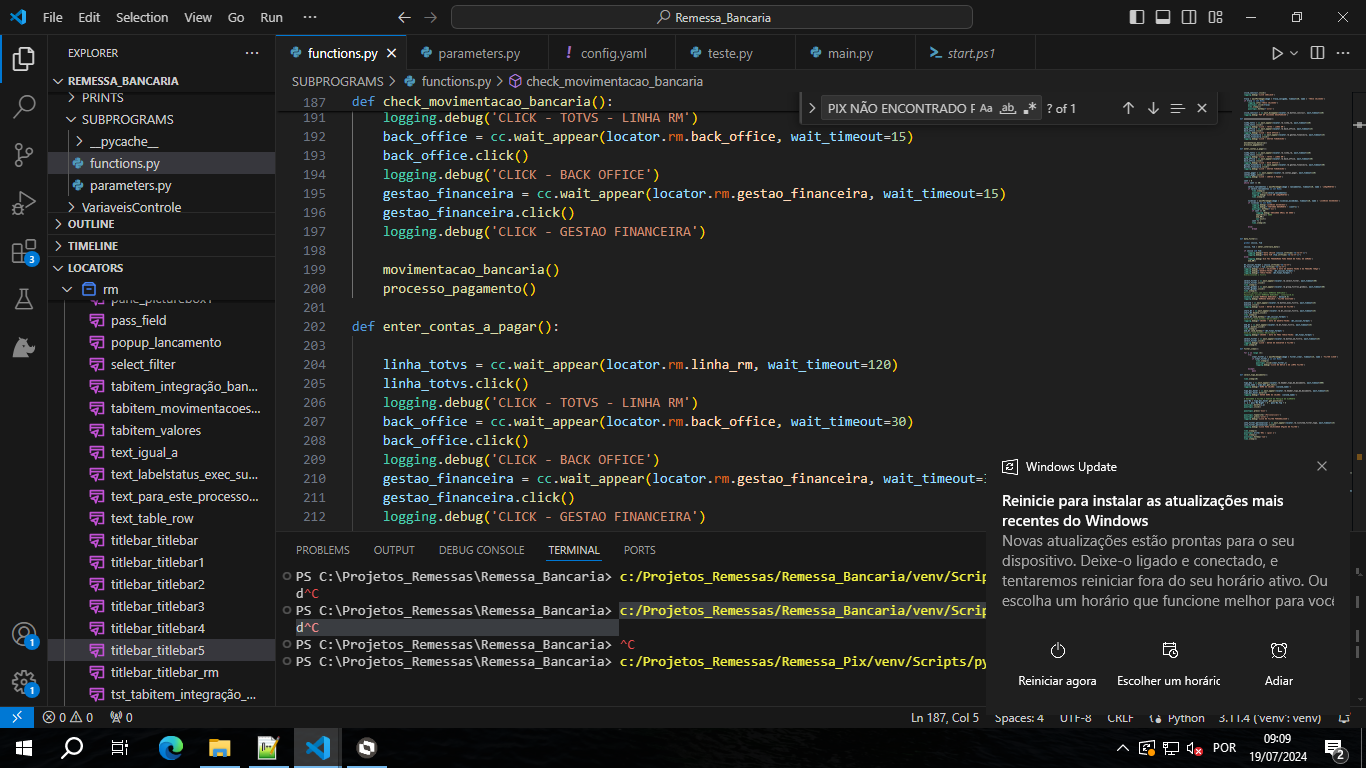 File Edit Selection View Go Run ··· Remessa_Bancaria
EXPLORER ···
REMESSA_BANCARIA
PRINTS
SUBPROGRAMS
__pycache__
functions.py
parameters.py
VariaveisControle
OUTLINE
TIMELINE
LOCATORS
rm
pass_field
popup_lancamento
select_filter
tabitem_integração_ban...
tabitem_movimentacoes...
tabitem_valores
text_igual_a
text_labelstatus_exec_su...
text_para_este_processo...
text_table_row
titlebar_titlebar
titlebar_titlebar1
titlebar_titlebar2
titlebar_titlebar3
titlebar_titlebar4
titlebar_titlebar5
titlebar_titlebar_rm
tst_tabitem_integração_...
functions.py parameters.py config.yaml teste.py main.py start.ps1
SUBPROGRAMS > functions.py > check_movimentacao_bancaria
PIX NÃO ENCONTRADO Aa ab ? of 1
187 def check_movimentacao_bancaria():
191 logging.debug('CLICK - TOTVS - LINHA RM')
192 back_office = cc.wait_appear(locator.rm.back_office, wait_timeout=15)
193 back_office.click()
194 logging.debug('CLICK - BACK OFFICE')
195 gestao_financeira = cc.wait_appear(locator.rm.gestao_financeira, wait_timeout=15)
196 gestao_financeira.click()
197 logging.debug('CLICK - GESTAO FINANCEIRA')
198
199 movimentacao_bancaria()
200 processo_pagamento()
201
202 def enter_contas_a_pagar():
203
204 linha_totvs = cc.wait_appear(locator.rm.linha_rm, wait_timeout=120)
205 linha_totvs.click()
206 logging.debug('CLICK - TOTVS - LINHA RM')
207 back_office = cc.wait_appear(locator.rm.back_office, wait_timeout=30)
208 back_office.click()
209 logging.debug('CLICK - BACK OFFICE')
210 gestao_financeira = cc.wait_appear(locator.rm.gestao_financeira, wait_timeout=
211 gestao_financeira.click()
212 logging.debug('CLICK - GESTAO FINANCEIRA')
PROBLEMS OUTPUT DEBUG CONSOLE TERMINAL PORTS
PS C:\Projetos_Remessas\Remessa_Bancaria> c:/Projetos_Remessas/Remessa_Bancaria/venv/Scrip
d^C
PS C:\Projetos_Remessas\Remessa_Bancaria> c:/Projetos_Remessas/Remessa_Bancaria/venv/Scrip
d^C
PS C:\Projetos_Remessas\Remessa_Bancaria> ^C
PS C:\Projetos_Remessas\Remessa_Bancaria> c:/Projetos_Remessas/Remessa_Pix/venv/Scripts/py
Windows Update
Reinicie para instalar as atualizações mais
recentes do Windows
Novas atualizações estão prontas para o seu
dispositivo. Deixe-o ligado e conectado, e
tentaremos reiniciar fora do seu horário ativo. Ou
escolha um horário que funcione melhor para você
Reiniciar agora Escolher um horáric Adiar
3
1
1
0 0 0 Ln 187, Col 5 Spaces: 4 UTF-8 CRLF Python 3.11.4 ('venv': venv)
POR 09:09
19/07/2024 2